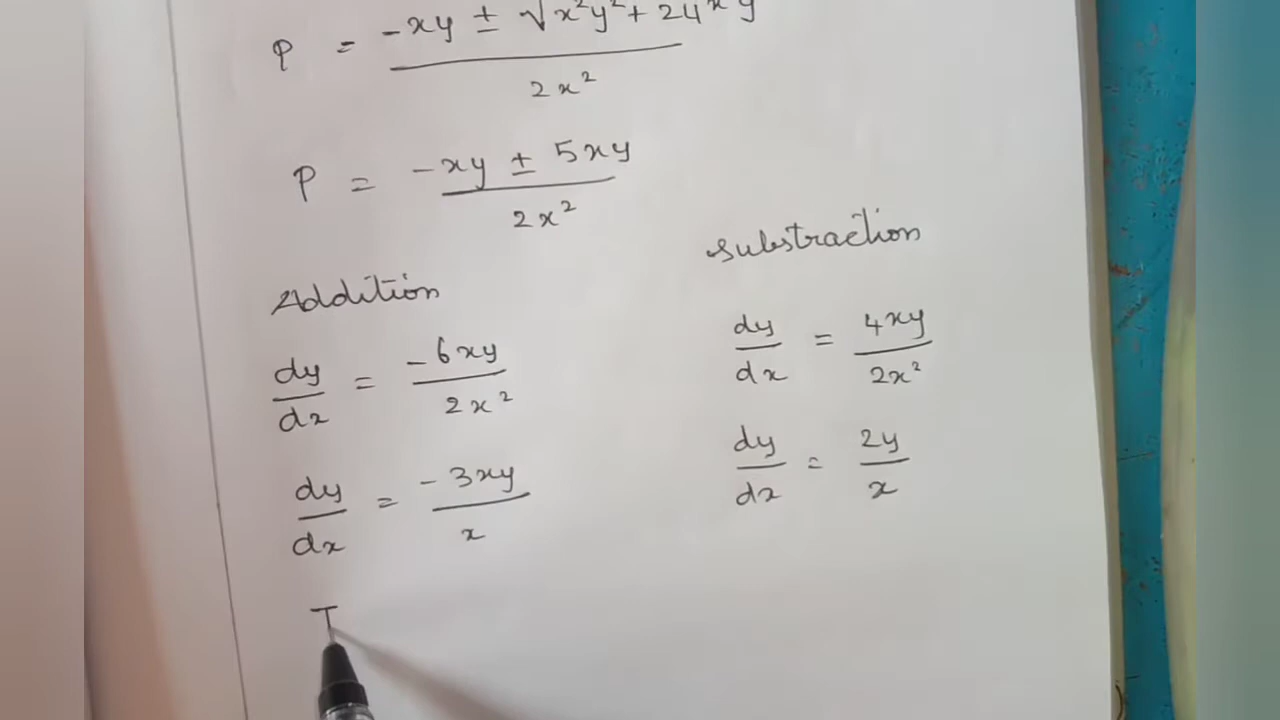 P = (-xy ± √x²y² + 24x²y²) / 2x²
P = (-xy ± 5xy) / 2x²
Addition
dy/dx = -6xy / 2x²
dy/dx = -3xy / x
Substraction
dy/dx = 4xy / 2x²
dy/dx = 2y / x
T